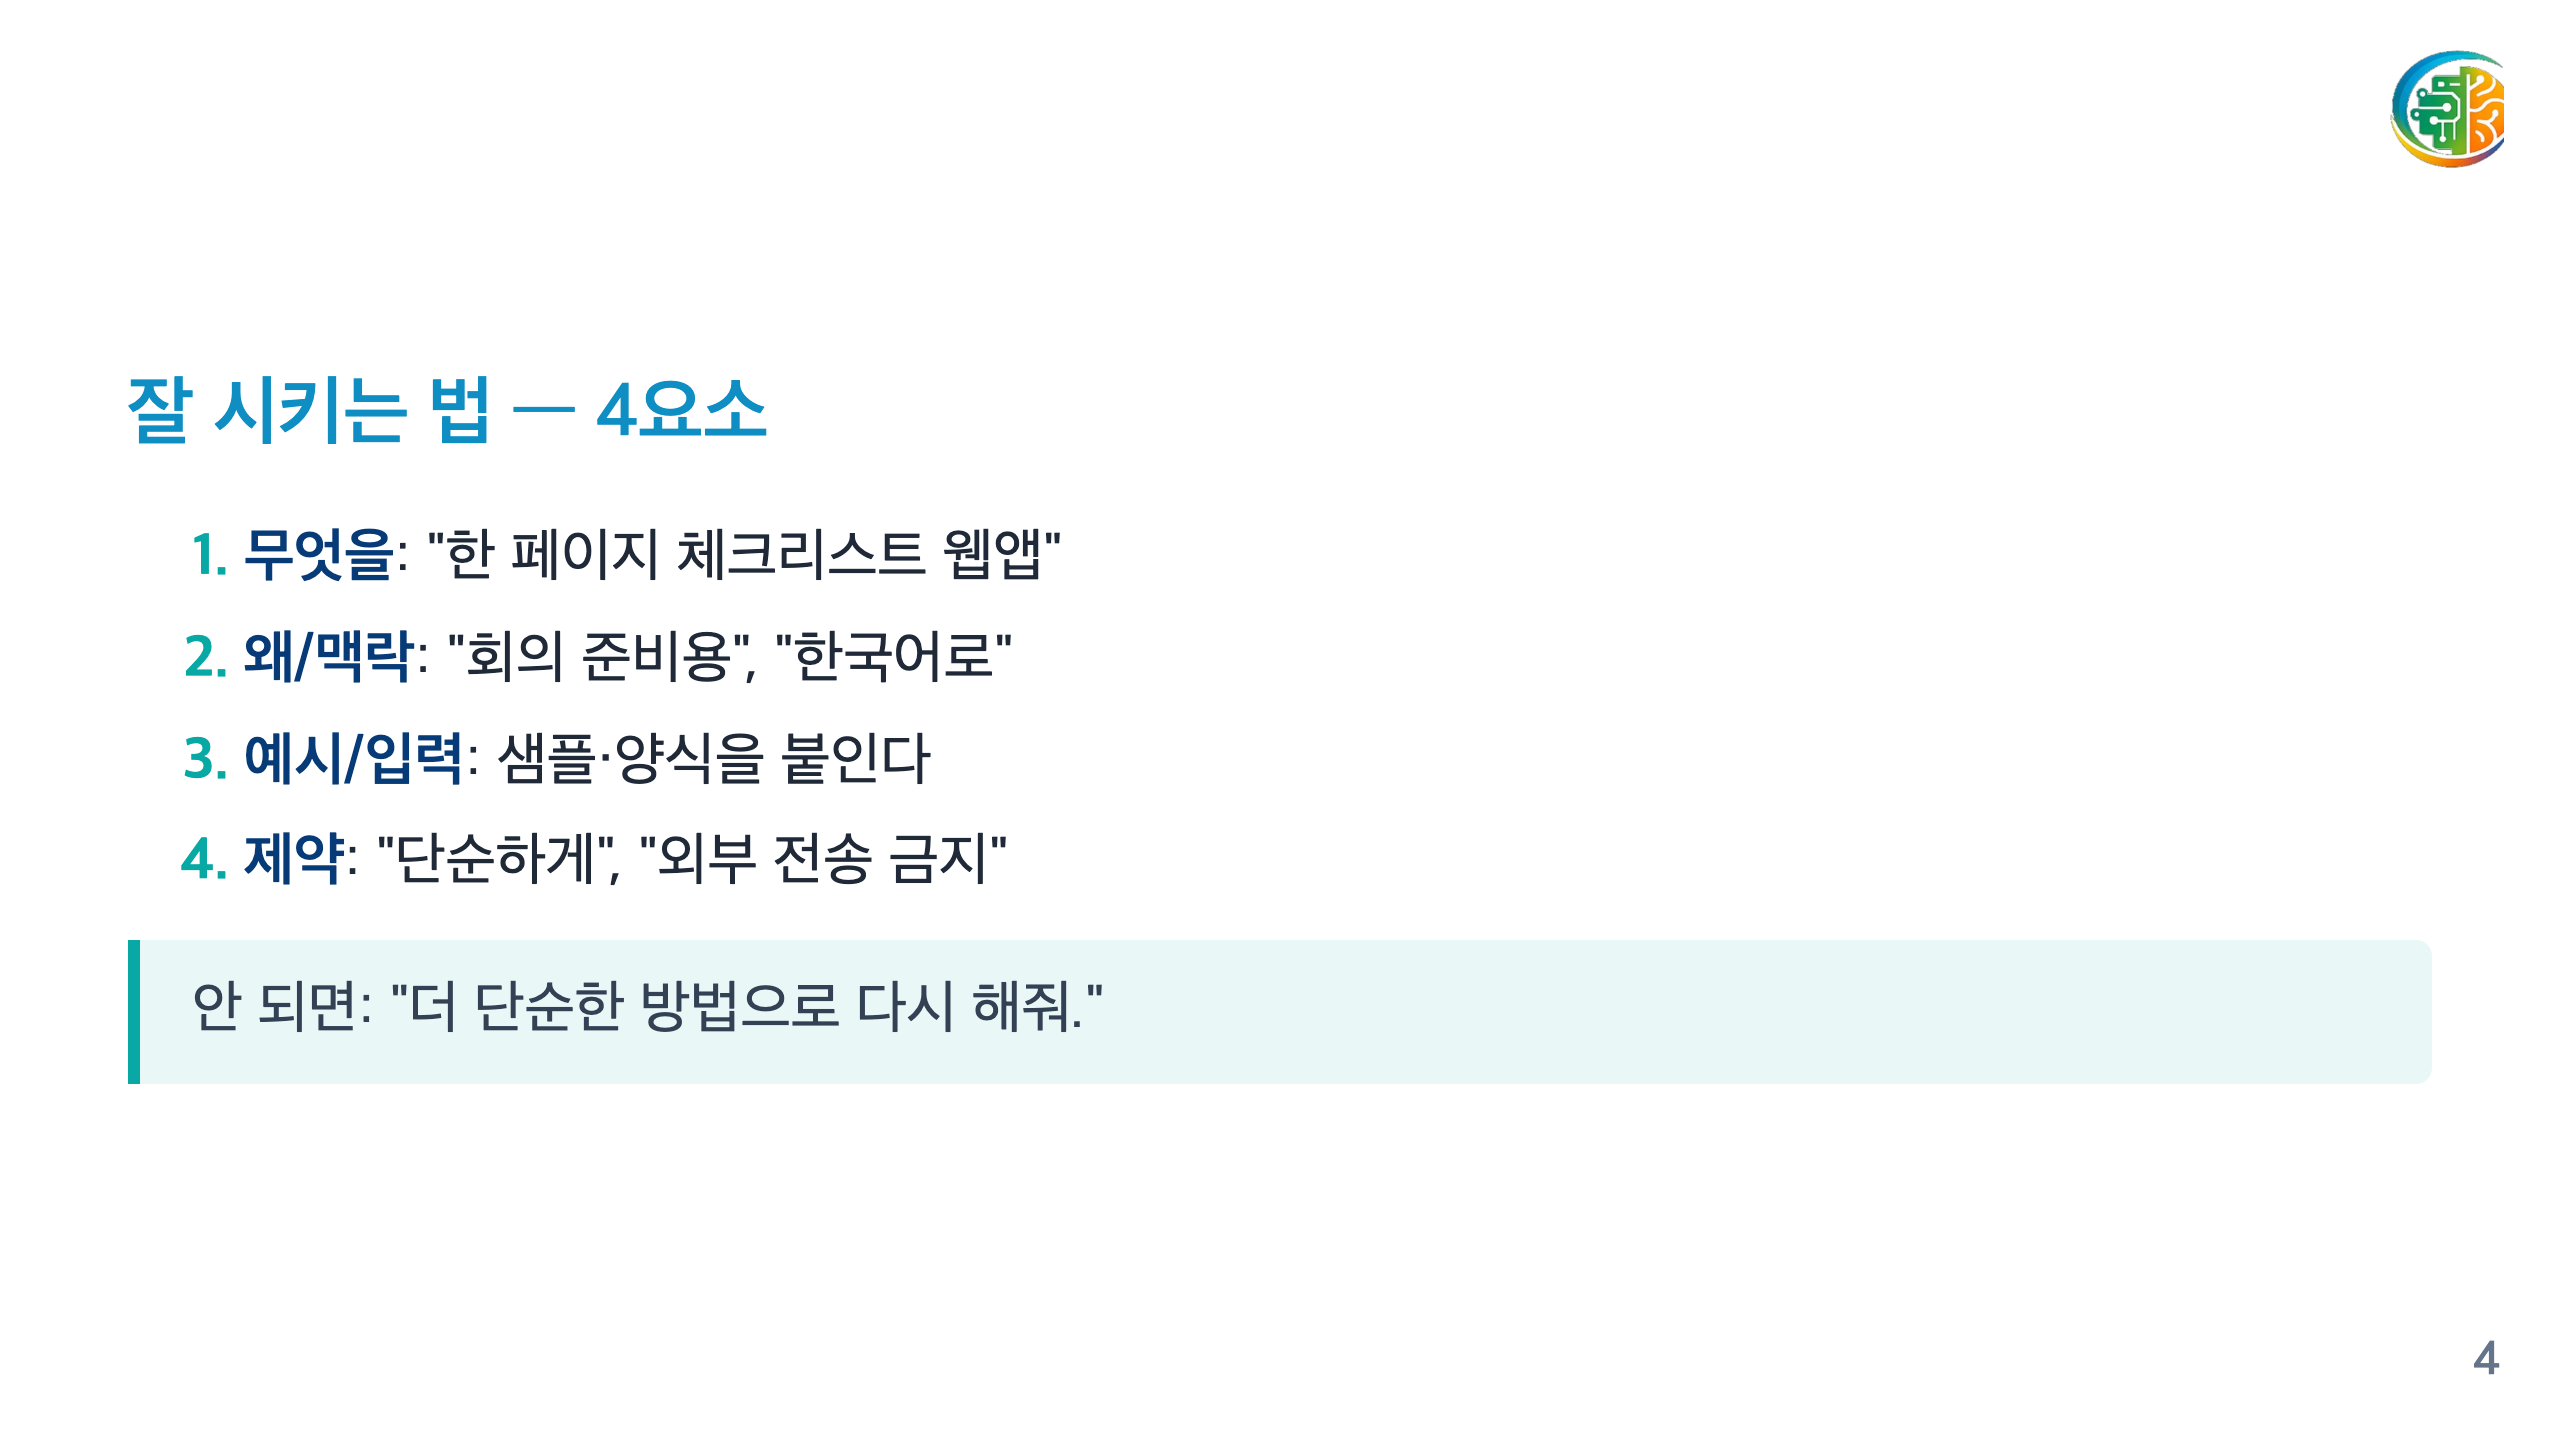 잘 시키는 법 — 4요소
1. 무엇을: "한 페이지 체크리스트 웹앱"
2. 왜/맥락: "회의 준비용", "한국어로"
3. 예시/입력: 샘플·양식을 붙인다
4. 제약: "단순하게", "외부 전송 금지"
안 되면: "더 단순한 방법으로 다시 해줘."
4